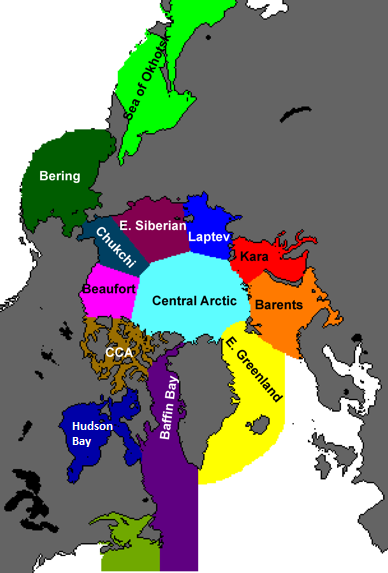 Sea of Okhotsk
Bering
E. Siberian
Laptev
Chukchi
Kara
Beaufort
Central Arctic
Barents
CCA
E. Greenland
Baffin Bay
Hudson
Bay